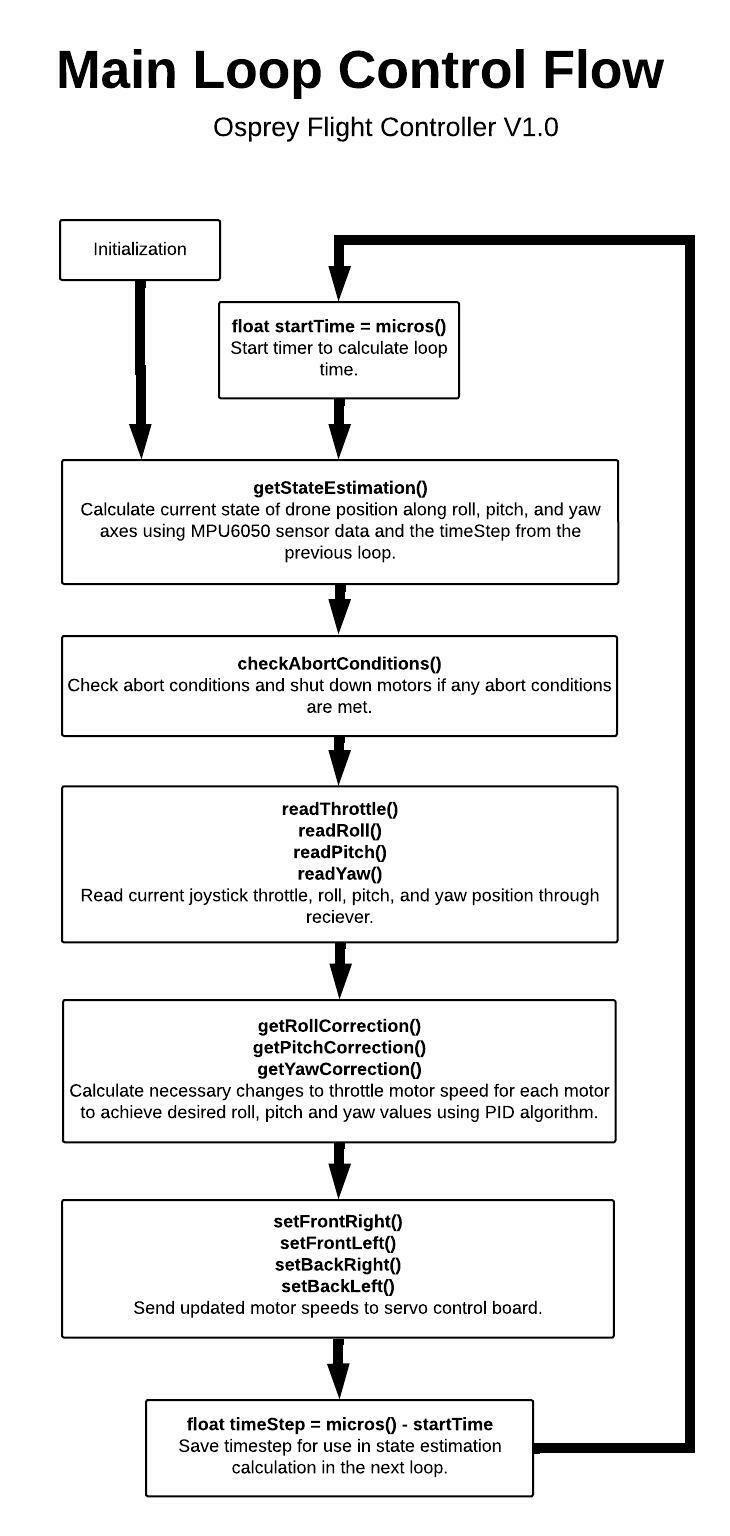 Main Loop Control Flow
Osprey Flight Controller V1.0
Initialization
float startTime = micros()
Start timer to calculate loop
time.
getStateEstimation()
Calculate current state of drone position along roll, pitch, and yaw
axes using MPU6050 sensor data and the timeStep from the
previous loop.
checkAbortConditions()
Check abort conditions and shut down motors if any abort conditions
are met.
readThrottle()
readRoll()
readPitch()
readYaw()
Read current joystick throttle, roll, pitch, and yaw position through
reciever.
getRollCorrection()
getPitchCorrection()
getYawCorrection()
Calculate necessary changes to throttle motor speed for each motor
to achieve desired roll, pitch and yaw values using PID algorithm.
setFrontRight()
setFrontLeft()
setBackRight()
setBackLeft()
Send updated motor speeds to servo control board.
float timeStep = micros() - startTime
Save timestep for use in state estimation
calculation in the next loop.